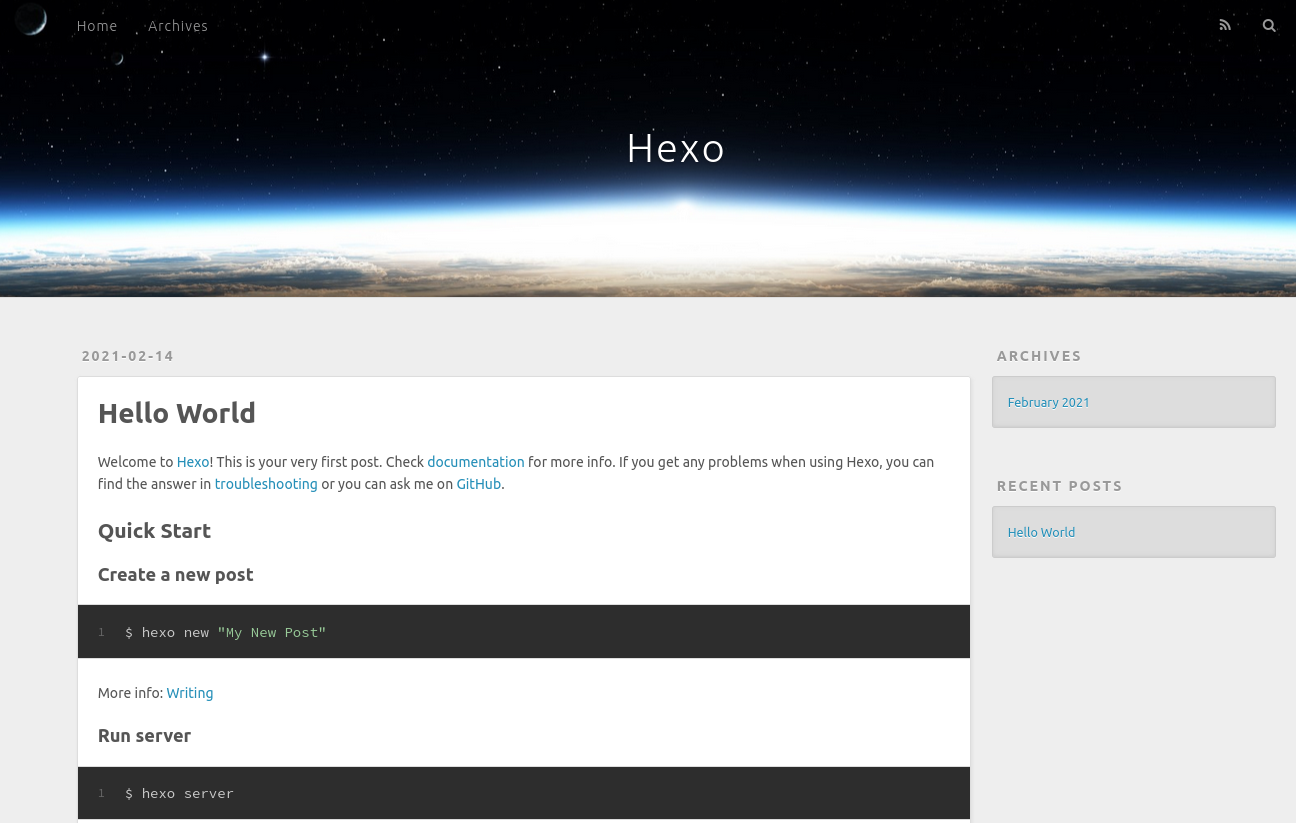 Home Archives
Hexo
2021-02-14
Hello World
Welcome to Hexo! This is your very first post. Check documentation for more info. If you get any problems when using Hexo, you can
find the answer in troubleshooting or you can ask me on GitHub.
Quick Start
Create a new post
1 $ hexo new "My New Post"
More info: Writing
Run server
1 $ hexo server
ARCHIVES
February 2021
RECENT POSTS
Hello World